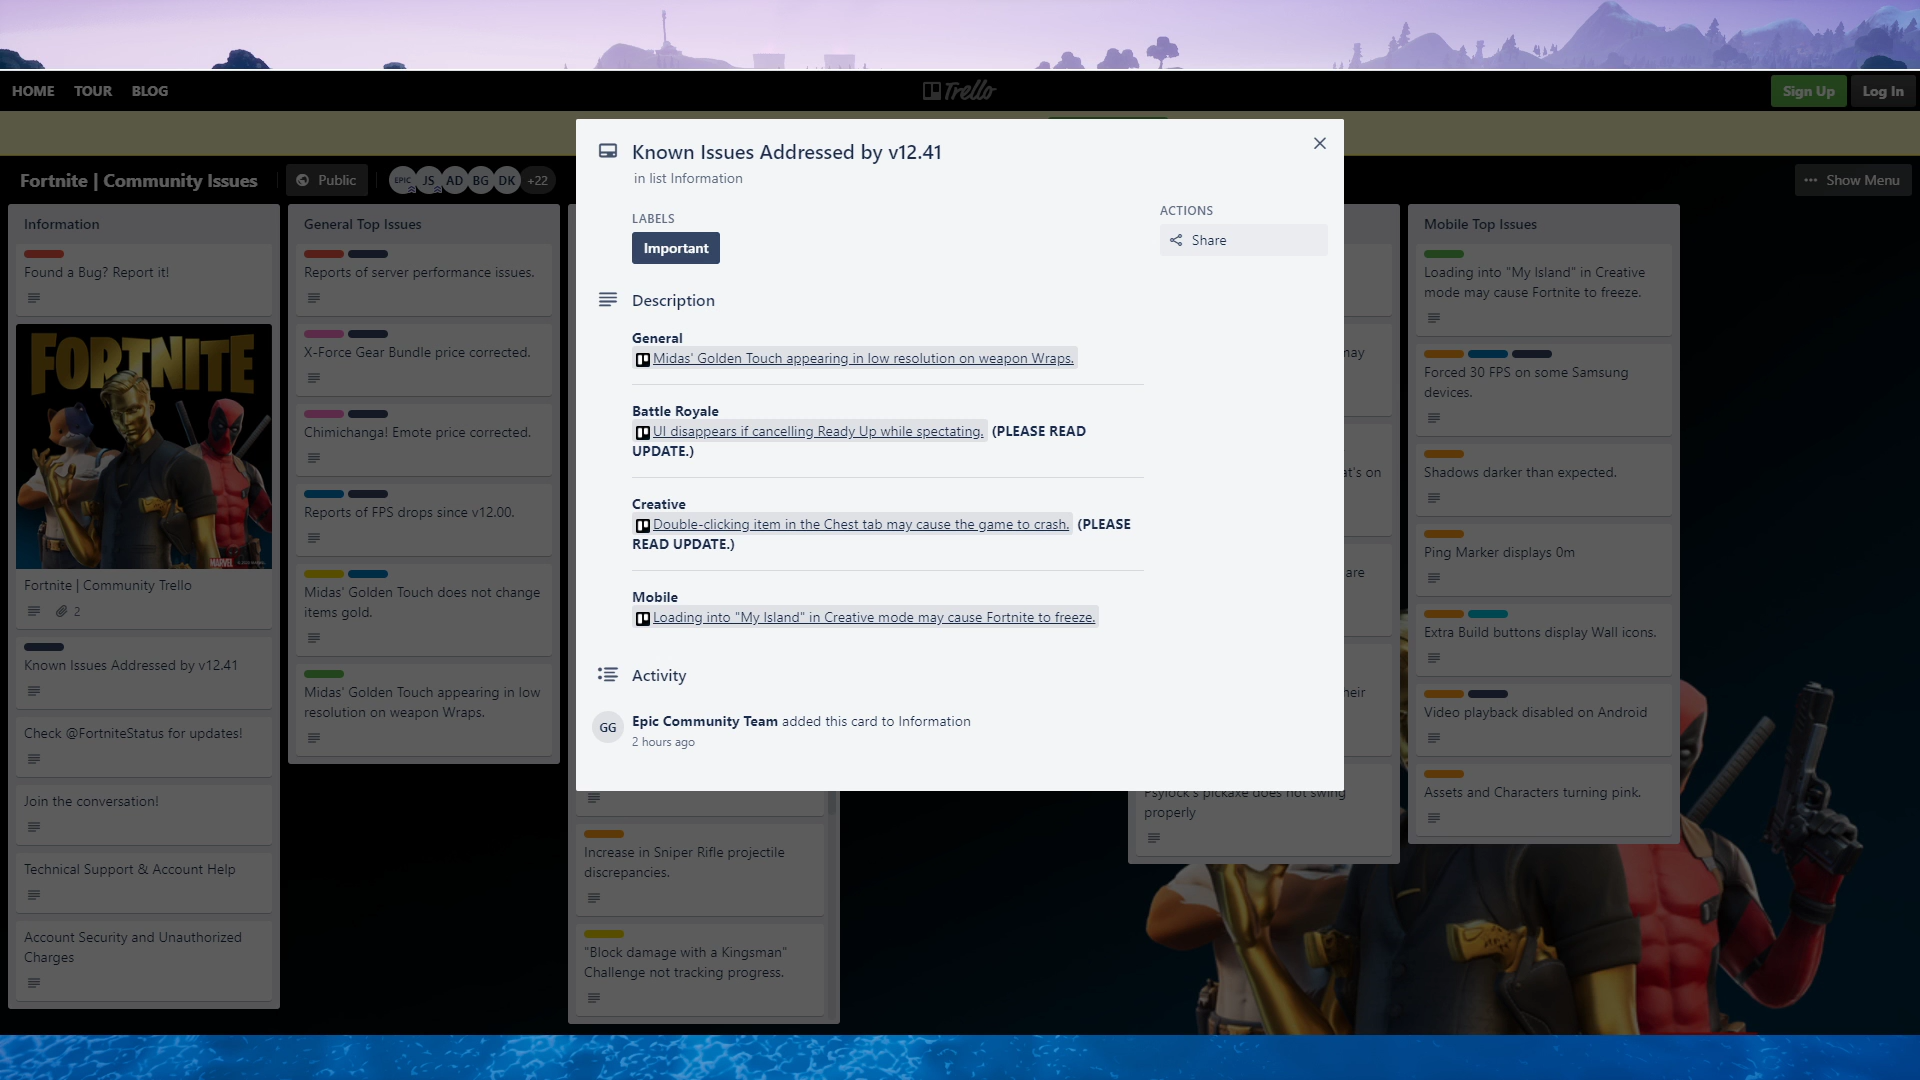 HOME
TOUR
BLOG
Trello
Sign Up
Log In
Fortnite | Community Issues
Public
EPIC
JS
AD
BG
DK
+22
Show Menu
Information
Found a Bug? Report it!
FORTNITE
MARVEL
Fortnite | Community Trello
2
Known Issues Addressed by v12.41
Check @FortniteStatus for updates!
Join the conversation!
Technical Support & Account Help
Account Security and Unauthorized
Charges
General Top Issues
Reports of server performance issues.
X-Force Gear Bundle price corrected.
Chimichanga! Emote price corrected.
Reports of FPS drops since v12.00.
Midas' Golden Touch does not change
items gold.
Midas' Golden Touch appearing in low
resolution on weapon Wraps.
Known Issues Addressed by v12.41
in list Information
LABELS
Important
ACTIONS
Share
Description
General
Midas' Golden Touch appearing in low resolution on weapon Wraps.
Battle Royale
UI disappears if cancelling Ready Up while spectating. (PLEASE READ
UPDATE.)
Creative
Double-clicking item in the Chest tab may cause the game to crash. (PLEASE
READ UPDATE.)
Mobile
Loading into "My Island" in Creative mode may cause Fortnite to freeze.
Activity
GG
Epic Community Team added this card to Information
2 hours ago
Increase in Sniper Rifle projectile
discrepancies.
"Block damage with a Kingsman"
Challenge not tracking progress.
may
at's on
are
heir
Psylock's pickaxe does not swing
properly
Mobile Top Issues
Loading into "My Island" in Creative
mode may cause Fortnite to freeze.
Forced 30 FPS on some Samsung
devices.
Shadows darker than expected.
Ping Marker displays 0m
Extra Build buttons display Wall icons.
Video playback disabled on Android
Assets and Characters turning pink.